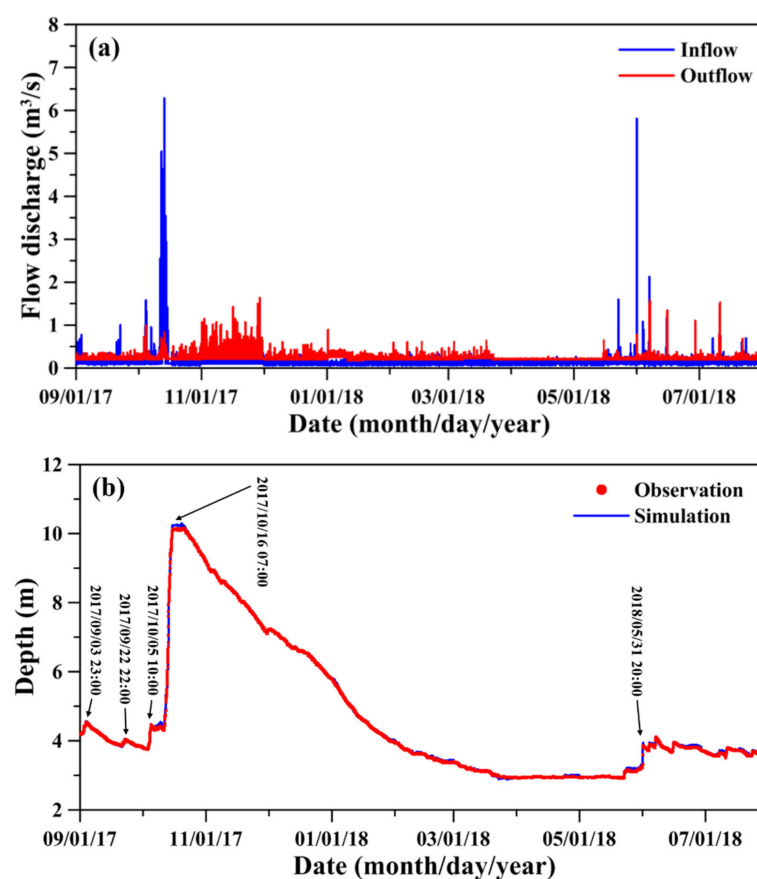 (a)
Inflow
Outflow
Flow discharge (m³/s)
8
7
6
5
4
3
2
1
0
09/01/17 11/01/17 01/01/18 03/01/18 05/01/18 07/01/18
Date (month/day/year)
(b)
Observation
Simulation
Depth (m)
12
10
8
6
4
2
2017/09/03 23:00
2017/09/22 22:00
2017/10/05 10:00
2017/10/16 07:00
2018/05/31 20:00
09/01/17 11/01/17 01/01/18 03/01/18 05/01/18 07/01/18
Date (month/day/year)